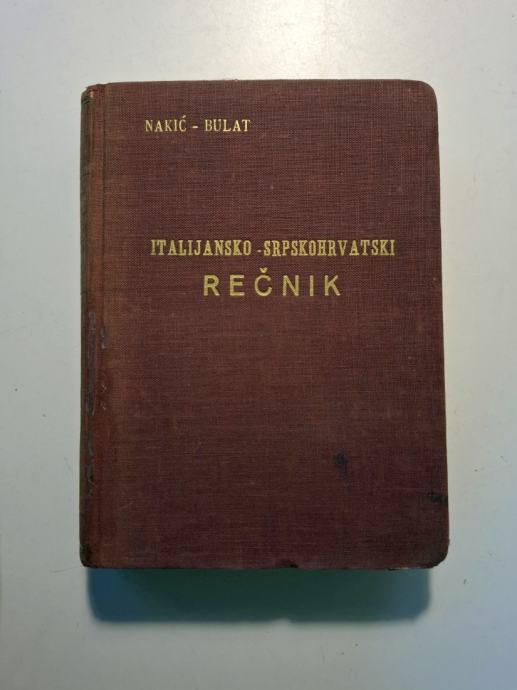 NAKIĆ - BULAT
ITALIJANSKO - SRPSKOHRVATSKI
REČNIK